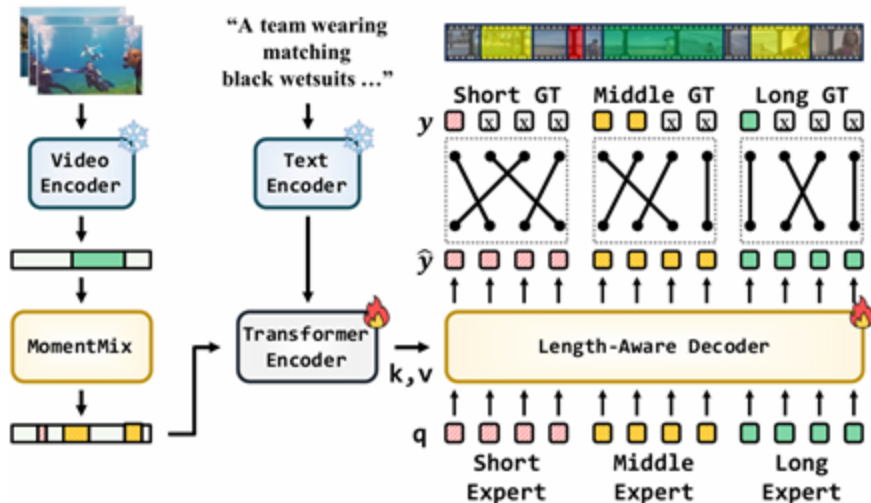 “A team wearing
matching
black wetsuits …”
Video
Encoder
Text
Encoder
MomentMix
Transformer
Encoder
k,v
Short GT Middle GT Long GT
y x x x x x x x x
ŷ
Length-Aware Decoder
q
Short
Expert
Middle
Expert
Long
Expert